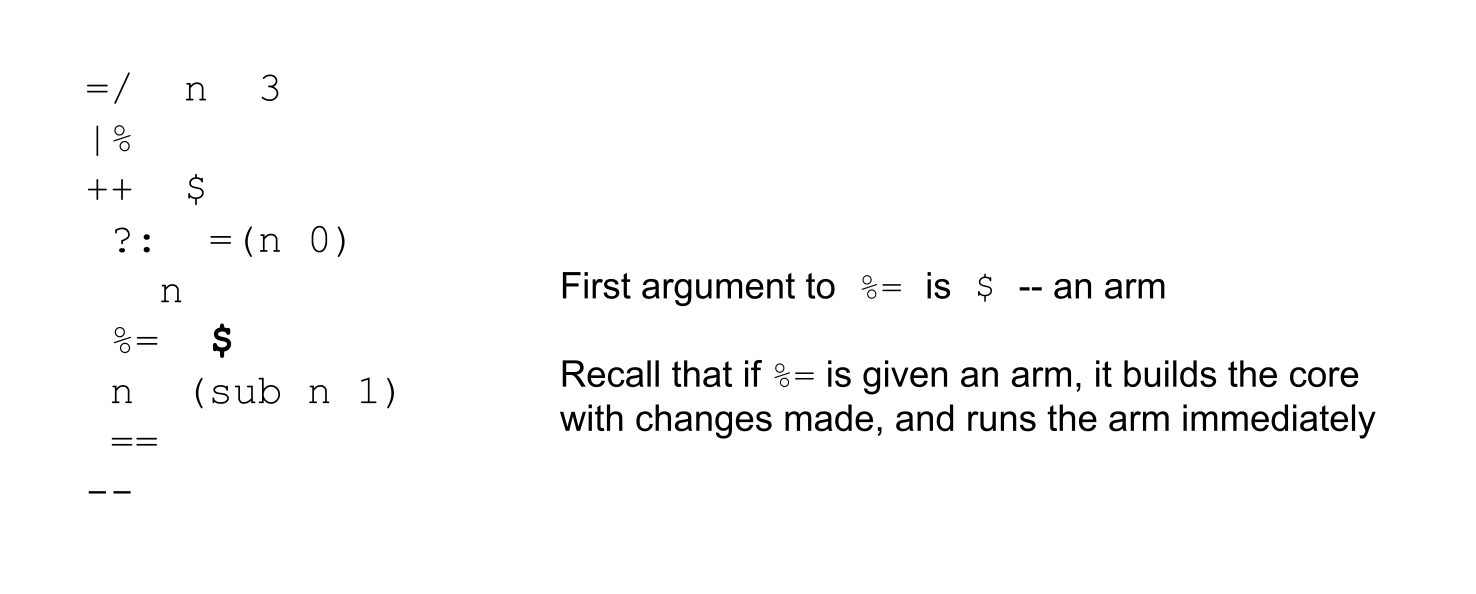 =/  n  3
|%
++  $
 ?:  =(n 0)
   n
 %=  $
 n  (sub n 1)
 ==
--
First argument to %= is $ -- an arm
Recall that if %= is given an arm, it builds the core
with changes made, and runs the arm immediately